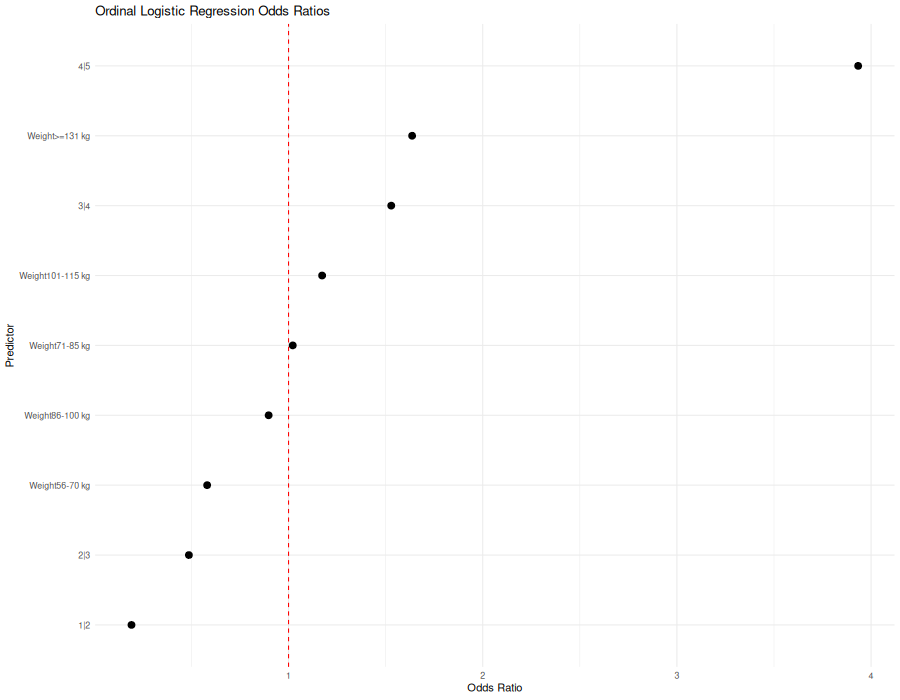 Ordinal Logistic Regression Odds Ratios
4|5
Weight>=131 kg
3|4
Weight101-115 kg
Weight71-85 kg
Weight86-100 kg
Weight56-70 kg
2|3
1|2
Predictor
1 2 3 4
Odds Ratio